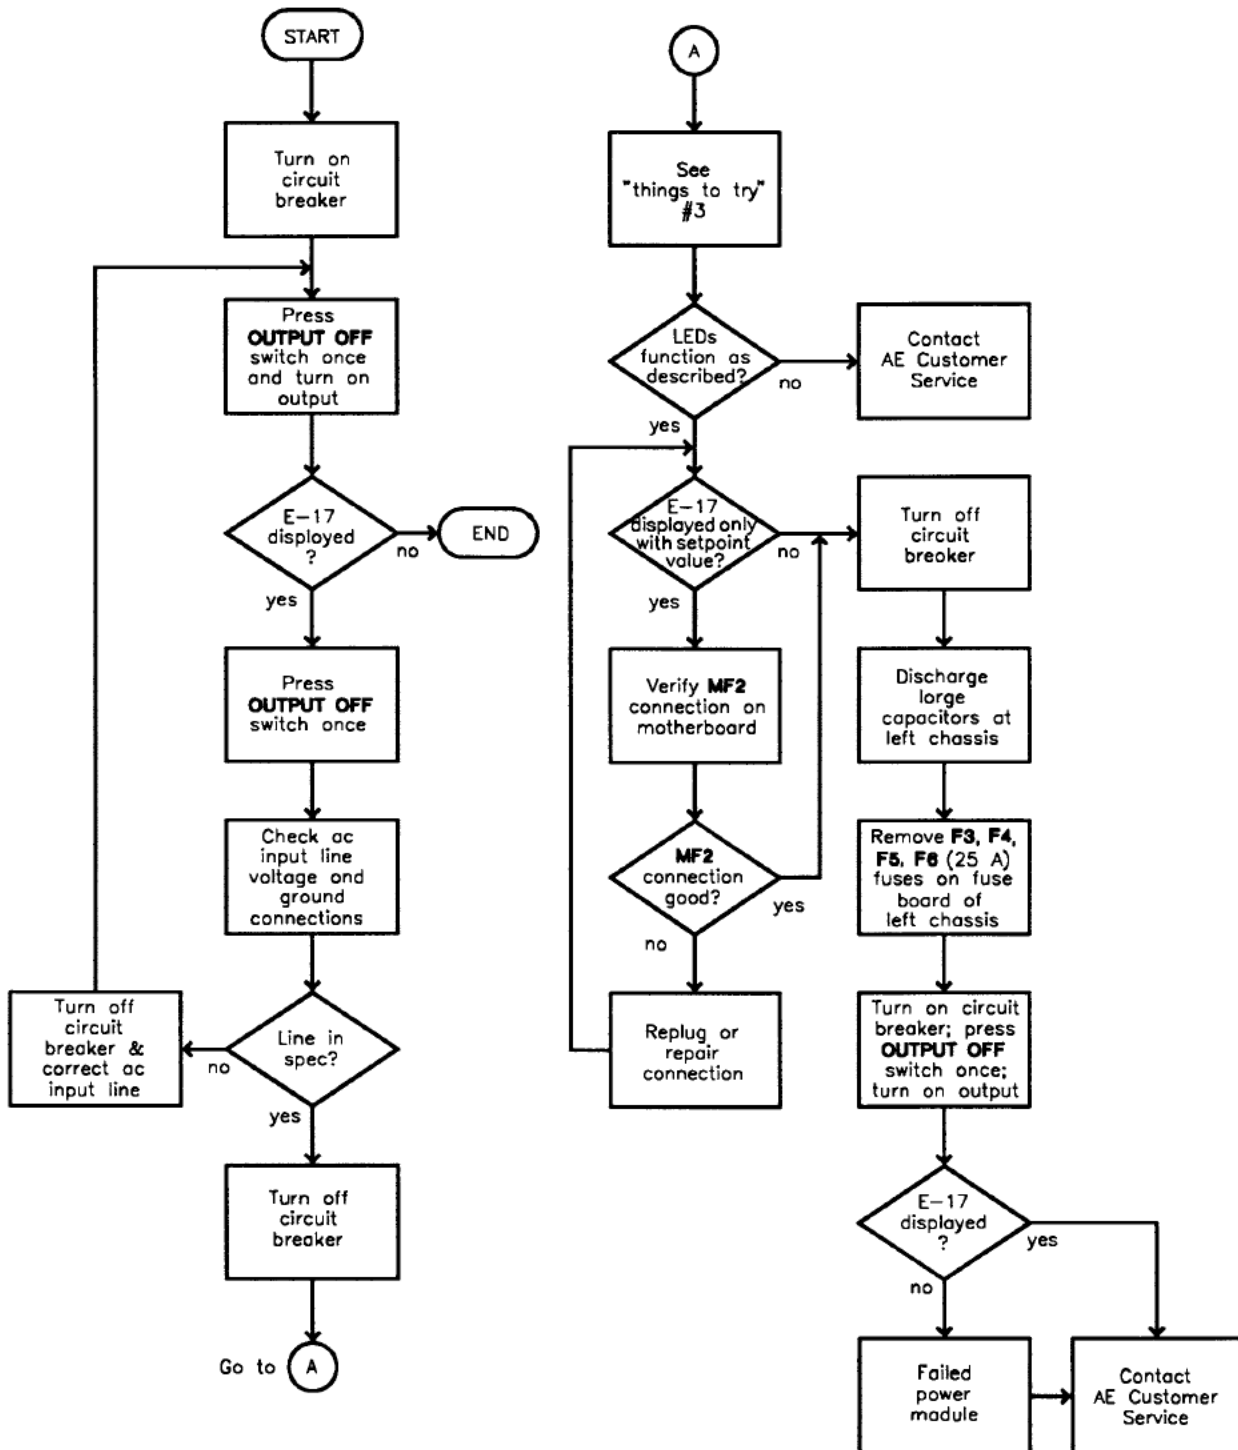 START
Turn on
circuit
breaker
Press
OUTPUT OFF
switch once
and turn on
output
E-17
displayed
?
no
END
yes
Press
OUTPUT OFF
switch once
Check ac
input line
voltage and
ground
connections
Line in
spec?
no
Turn off
circuit
breaker &
correct ac
input line
yes
Turn off
circuit
breaker
Go to
A
A
See
"things to try"
#3
LEDs
function as
described?
no
Contact
AE Customer
Service
yes
E-17
displayed only
with setpoint
value?
no
yes
Verify MF2
connection on
motherboard
MF2
connection
good?
yes
no
Replug or
repair
connection
Turn off
circuit
breaker
Discharge
large
capacitors at
left chassis
Remove F3, F4,
F5, F6 (25 A)
fuses on fuse
board of
left chassis
Turn on circuit
breaker; press
OUTPUT OFF
switch once;
turn on output
E-17
displayed
?
yes
no
Failed
power
module
Contact
AE Customer
Service